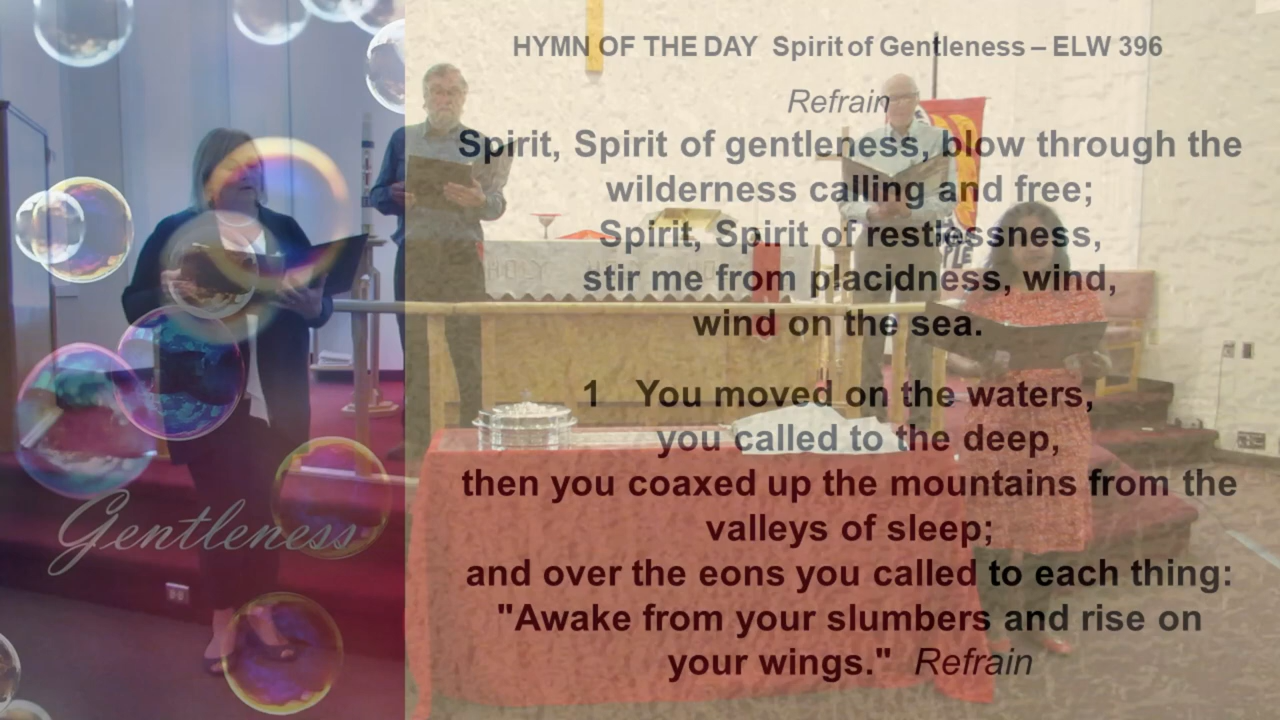 HYMN OF THE DAY Spirit of Gentleness – ELW 396
Refrain
Spirit, Spirit of gentleness, blow through the
wilderness calling and free;
Spirit, Spirit of restlessness,
stir me from placidness, wind,
wind on the sea.
1 You moved on the waters,
you called to the deep,
then you coaxed up the mountains from the
valleys of sleep;
and over the eons you called to each thing:
"Awake from your slumbers and rise on
your wings." Refrain
Gentleness
HOLY HOLY HOLY
PLE